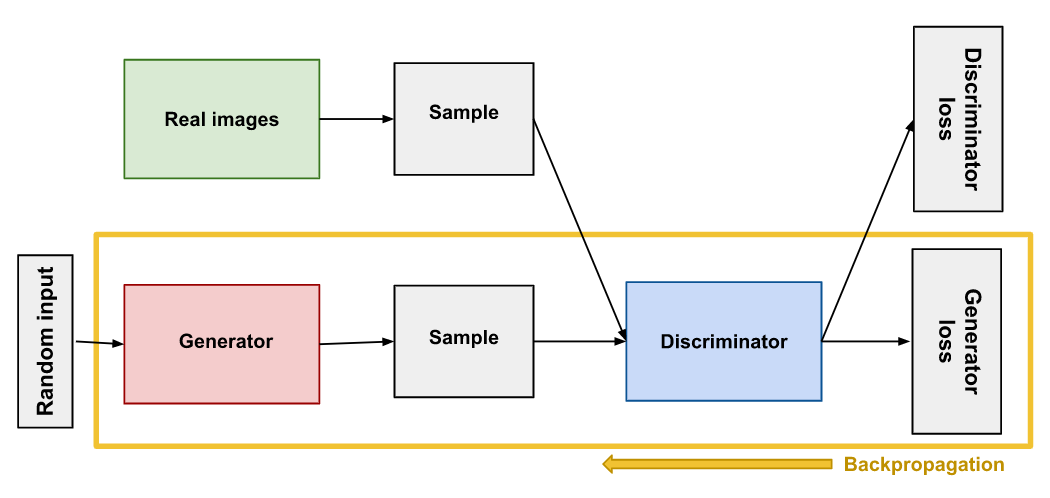 Real images
Sample
Discriminator
loss
Random input
Generator
Sample
Discriminator
Generator
loss
Backpropagation